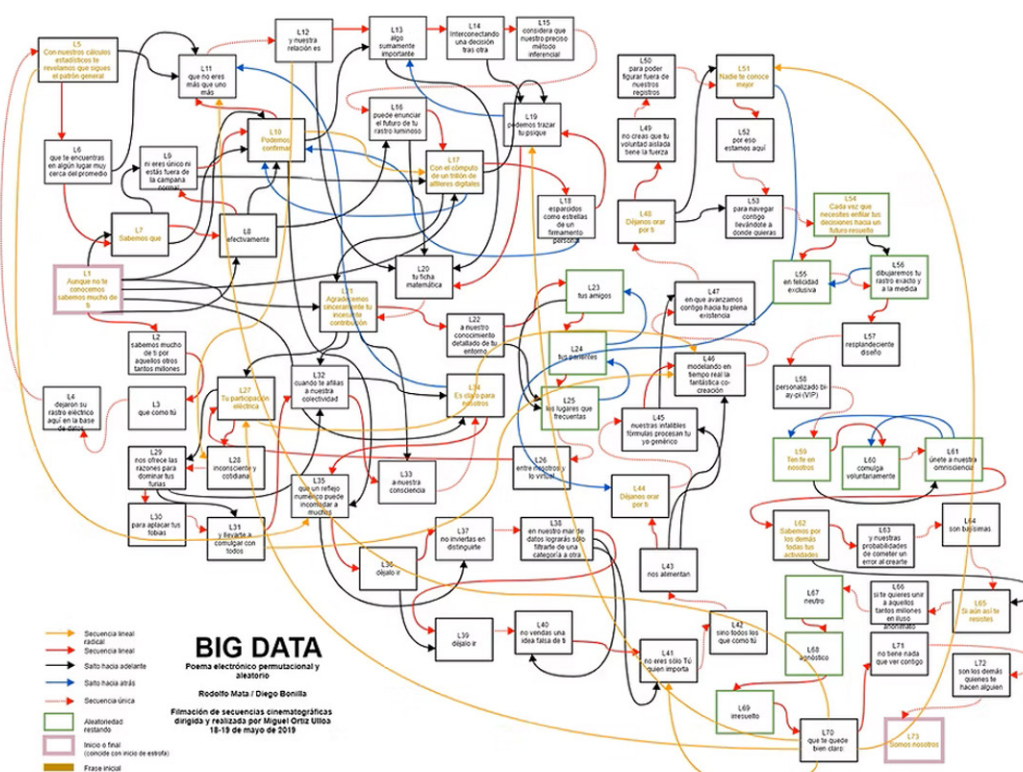 L1
Aunque no te
conocemos
sabemos mucho de
ti
L2
sabemos mucho
de ti por
aquellos otros
tantos millones
L3
que como tú
L4
dejando su
rastro eléctrico
aquí en la base
de datos
L5
Con nuestros cálculos
estadísticos te
revelamos que sigues
el patrón general
L6
que te encuentras
en algún lugar muy
cerca del promedio
L7
Sabemos que
L8
efectivamente
L9
ni eres único ni
estás fuera de
la campana
normal
L10
Podemos
confirmar
L11
que no eres
más que uno
más
L12
y nuestra
relación es
L13
algo
sumamente
importante
L14
Interconectando
una decisión
tras otra
L15
considera que
nuestro preciso
método
inferencial
L16
puede enunciar
el futuro de tu
rastro luminoso
L17
Con el cómputo
de un trillón de
alfileres digitales
L18
esparcidos
como estrellas
de un
firmamento
personal
L19
podemos trazar
tu psique
L20
tu ficha
matemática
L21
Agradecemos
sinceramente tu
incesante
contribución
L22
a nuestro
conocimiento
detallado de tu
entorno
L23
tus amigos
L24
tus parientes
L25
los lugares que
frecuentas
L26
entre nosotros y
lo virtual
L27
Tu participación
eléctrica
L28
inconsciente y
cotidiana
L29
nos ofrece las
razones para
dominar tus
furias
L30
para aplacar tus
fobias
L31
y llevarte a
comulgar con
todos
L32
cuando te afilias
a nuestra
colectividad
L33
a nuestra
consciencia
L34
Es claro para
nosotros
L35
que un reflejo
numérico puede
incomodar a
muchos
L36
déjalo ir
L37
no inviertas en
distinguirte
L38
en nuestro mar de
datos lograrás sólo
filtrarte de una
categoría a otra
L39
déjalo ir
L40
no vendas una
idea falsa de ti
L41
no eres sólo Tú
quien importa
L42
sino todos los
que como tú
L43
nos alimentan
L44
Déjanos orar
por ti
L45
nuestras infalibles
fórmulas procesan tu
yo genérico
L46
modelando en
tiempo real la
fantástica co-
creación
L47
en que avanzamos
contigo hacia tu plena
existencia
L48
Déjanos orar
por ti
L49
no creas que tu
voluntad aislada
tiene la fuerza
L50
para poder
figurar fuera de
nuestros
registros
L51
Nadie te conoce
mejor
L52
por eso
estamos aquí
L53
para navegar
contigo
llevándote a
donde quieras
L54
Cada vez que
necesites enfilar tus
decisiones hacia un
futuro resuelto
L55
en felicidad
exclusiva
L56
dibujaremos tu
rastro exacto y
a la medida
L57
resplandeciente
diseño
L58
personalizado bi-
ay-pi (VIP)
L59
Ten fe en
nosotros
L60
comulga
voluntariamente
L61
únete a nuestra
omnisciencia
L62
Sabemos por
los demás
todas tus
actividades
L63
y nuestras
probabilidades
de cometer un
error al crearte
L64
son bajísimas
L65
Si aún así te
resistes
L66
si te quieres unir
a aquellos
tantos millones
en iluso
anonimato
L67
neutro
L68
agnóstico
L69
irresuelto
L70
que te quede
bien claro:
L71
no tiene nada
que ver contigo
L72
son los demás
quienes te
hacen alguien
L73
Somos nosotros
Secuencia lineal
radical
Secuencia lineal
Salto hacia adelante
Salto hacia atrás
Secuencia única
Aleatoriedad
restando
Inicio o final
(coincide con inicio de estrofa)
Frase inicial
BIG DATA
Poema electrónico permutacional y
aleatorio
Rodolfo Mata / Diego Bonilla
Filmación de secuencias cinematográficas
dirigida y realizada por Miguel Ortiz Ulloa
18-19 de mayo de 2019